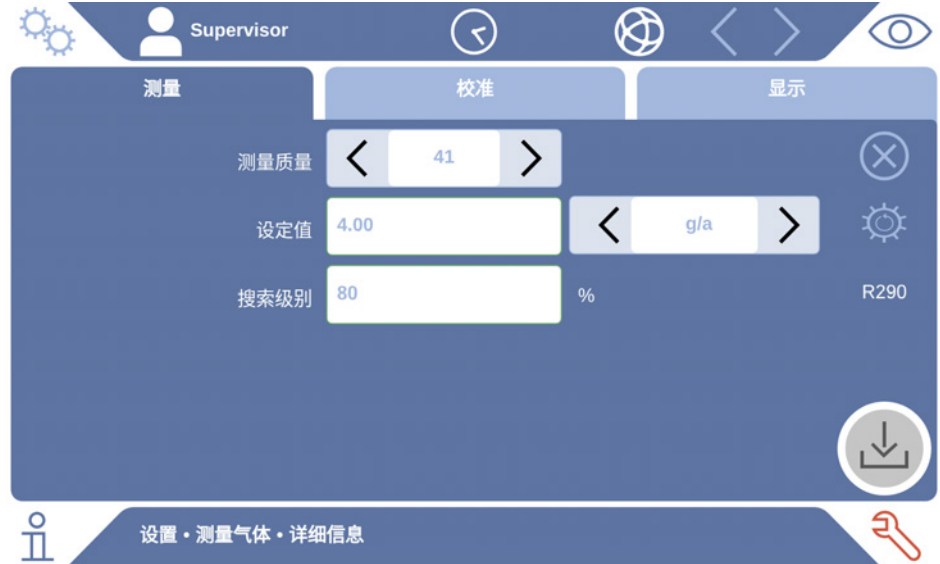 Supervisor
测量 校准 显示
测量质量 41
设定值 4.00 g/a
搜索级别 80 % R290
设置・测量气体・详细信息